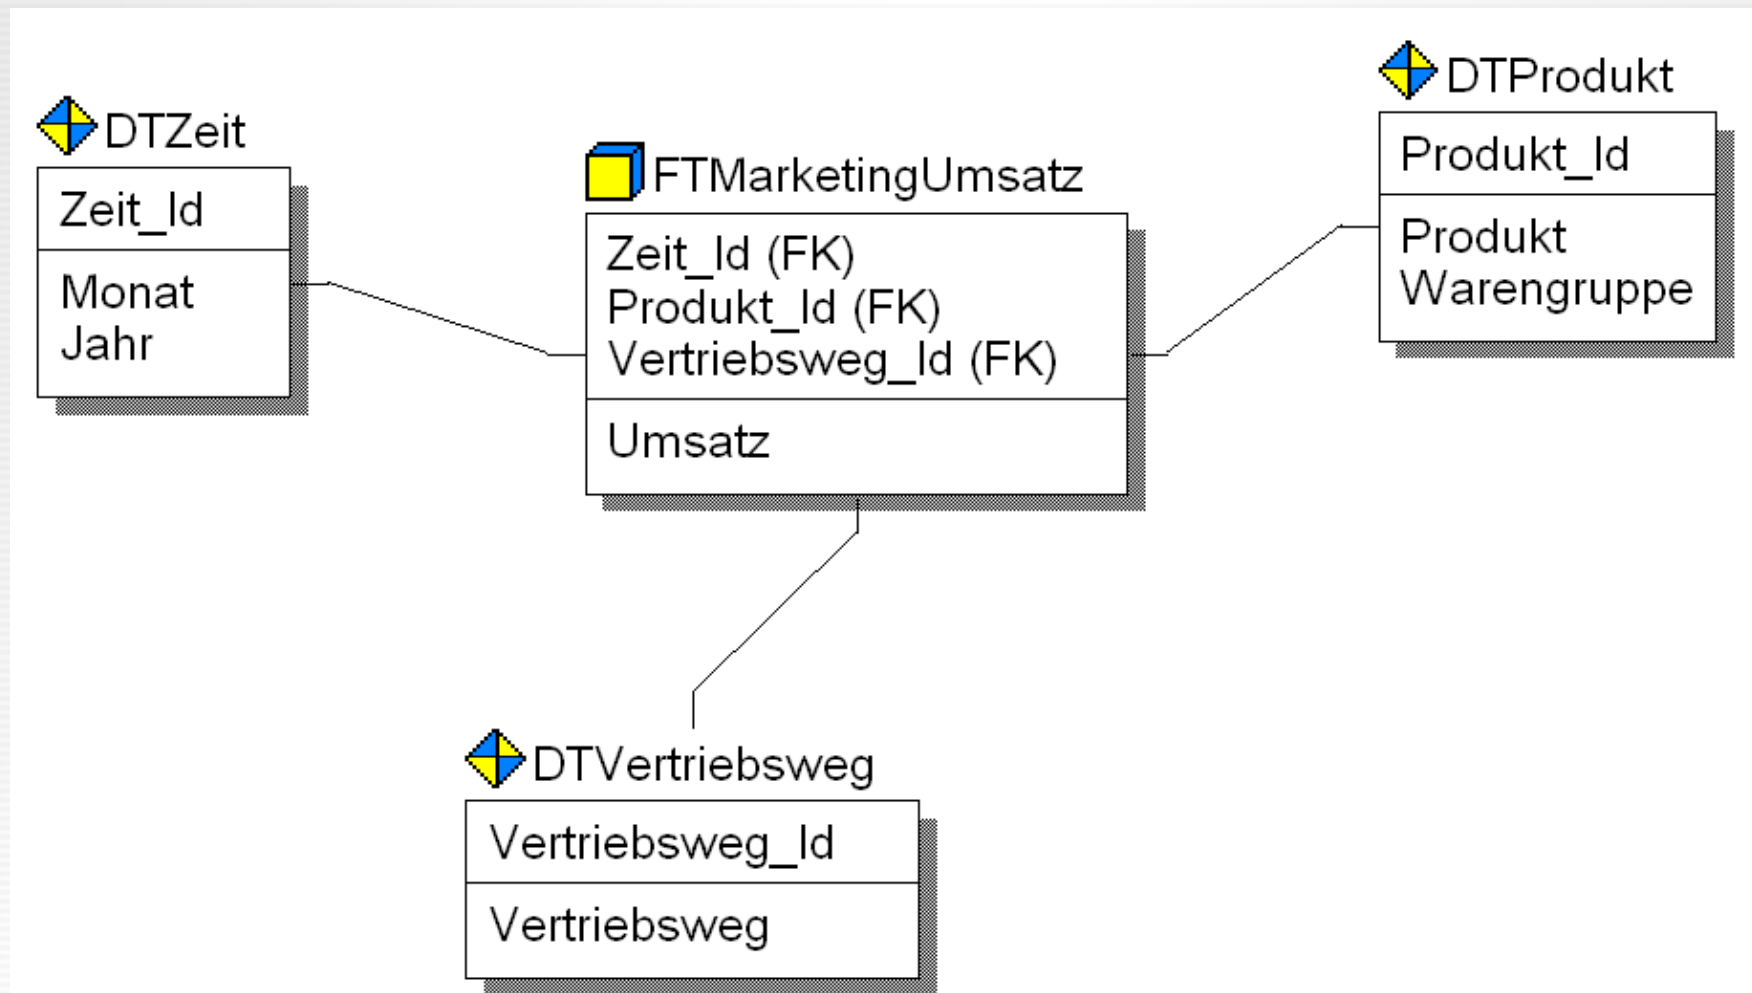 DTZeit
Zeit_Id
Monat
Jahr
FTMarketingUmsatz
Zeit_Id (FK)
Produkt_Id (FK)
Vertriebsweg_Id (FK)
Umsatz
DTProdukt
Produkt_Id
Produkt
Warengruppe
DTVertriebsweg
Vertriebsweg_Id
Vertriebsweg